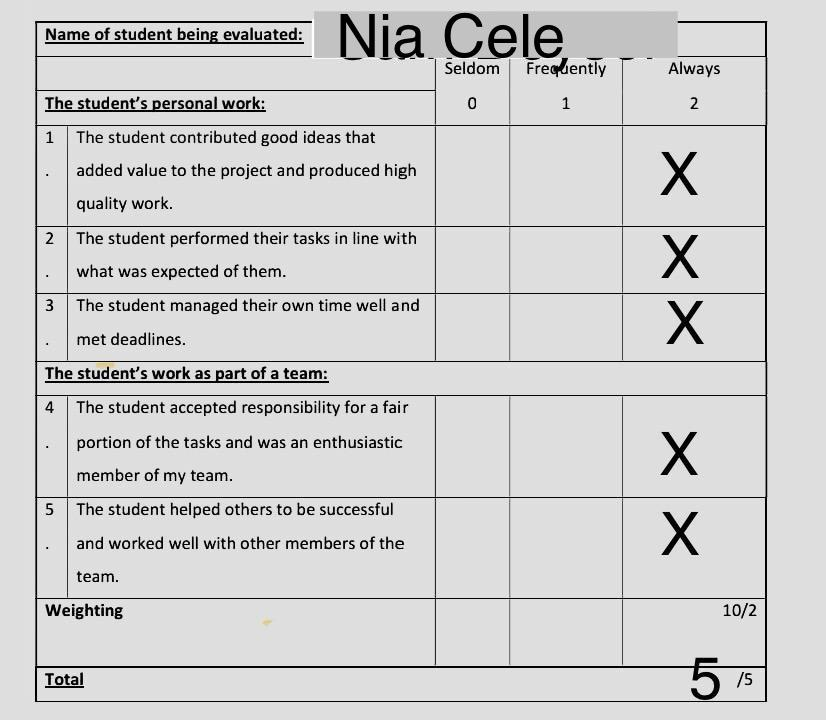 Name of student being evaluated: Nia Cele
Seldom Frequently Always
The student's personal work: 0 1 2
1 The student contributed good ideas that
. added value to the project and produced high X
quality work.
2 The student performed their tasks in line with
. what was expected of them. X
3 The student managed their own time well and X
. met deadlines.
The student's work as part of a team:
4 The student accepted responsibility for a fair
. portion of the tasks and was an enthusiastic X
member of my team.
5 The student helped others to be successful
. and worked well with other members of the X
team.
Weighting 10/2
Total 5 /5